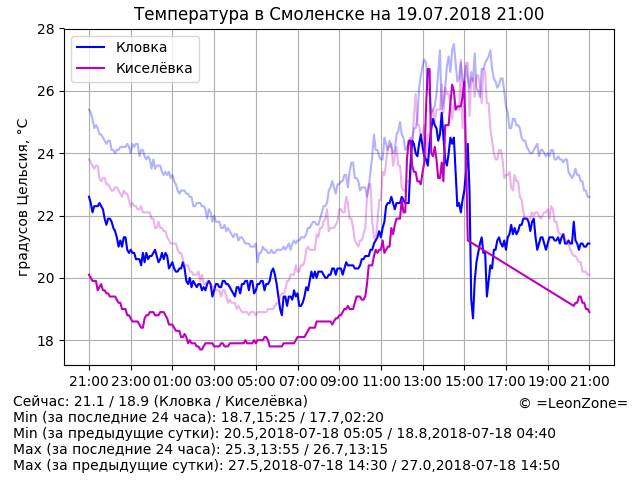 Температура в Смоленске на 19.07.2018 21:00
28
26
24
22
20
18
градусов Цельсия, °C
Кловка
Киселёвка
21:00 23:00 01:00 03:00 05:00 07:00 09:00 11:00 13:00 15:00 17:00 19:00 21:00
Сейчас: 21.1 / 18.9 (Кловка / Киселёвка)
© =LeonZone=
Min (за последние 24 часа): 18.7,15:25 / 17.7,02:20
Min (за предыдущие сутки): 20.5,2018-07-18 05:05 / 18.8,2018-07-18 04:40
Max (за последние 24 часа): 25.3,13:55 / 26.7,13:15
Max (за предыдущие сутки): 27.5,2018-07-18 14:30 / 27.0,2018-07-18 14:50